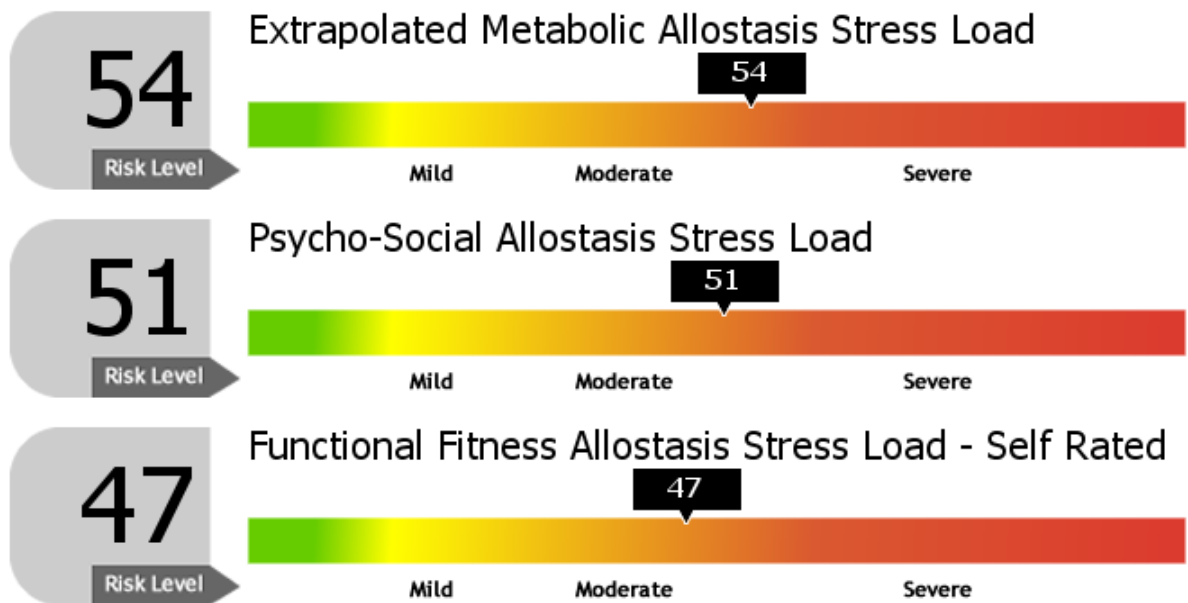 Extrapolated Metabolic Allostasis Stress Load
54
54
Risk Level
Mild Moderate Severe
Psycho-Social Allostasis Stress Load
51
51
Risk Level
Mild Moderate Severe
Functional Fitness Allostasis Stress Load - Self Rated
47
47
Risk Level
Mild Moderate Severe